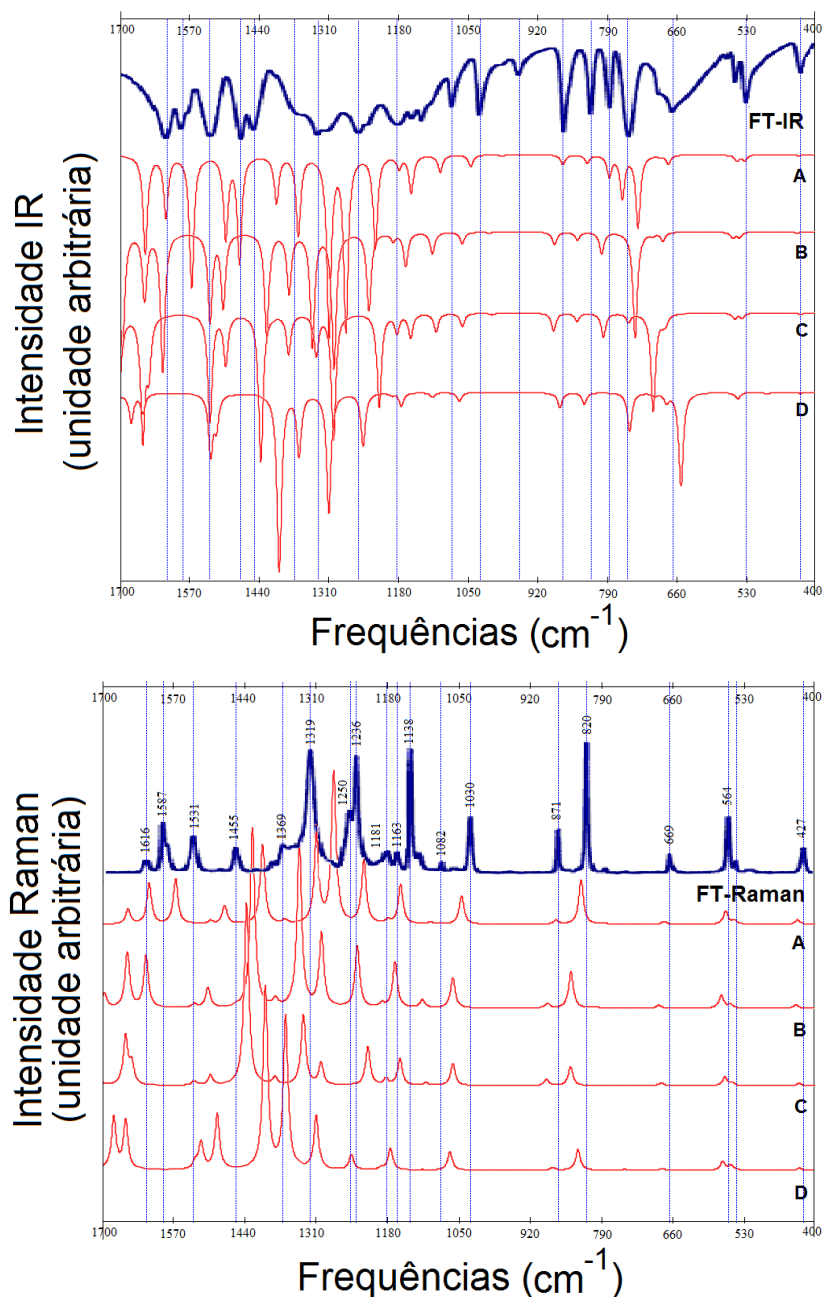 1700 1570 1440 1310 1180 1050 920 790 660 530 400
FT-IR
A
B
C
D
Intensidade IR
(unidade arbitrária)
1700 1570 1440 1310 1180 1050 920 790 660 530 400
Frequências (cm-1)
1700 1570 1440 1310 1180 1050 920 790 660 530 400
1616 1587 1531 1455 1369 1319 1250 1236 1181 1163 1138 1082 1030 871 820 669 564 427
FT-Raman
A
B
C
D
Intensidade Raman
(unidade arbitrária)
1700 1570 1440 1310 1180 1050 920 790 660 530 400
Frequências (cm-1)